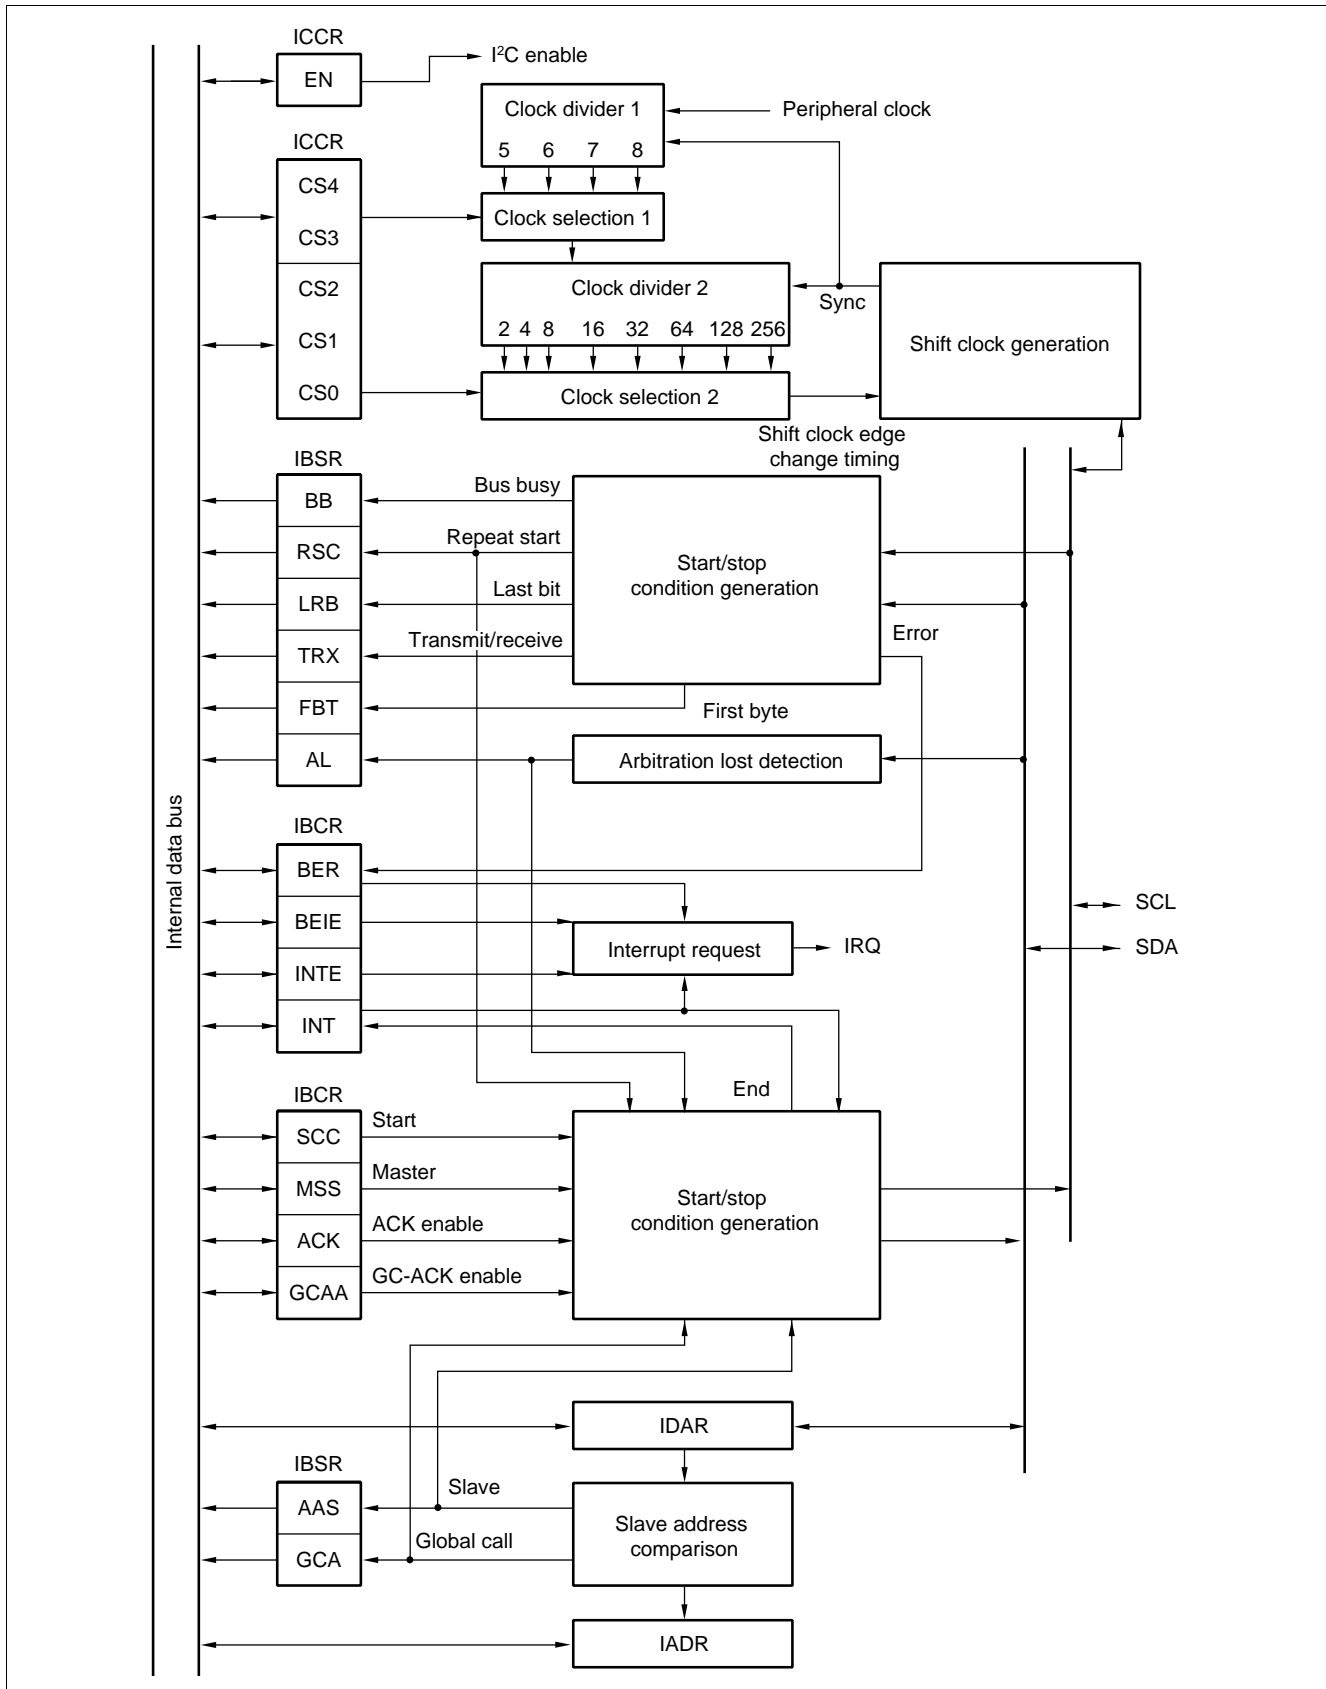 ICCR
EN
I²C enable
Clock divider 1
5 6 7 8
Peripheral clock
ICCR
CS4
CS3
CS2
CS1
CS0
Clock selection 1
Clock divider 2
2 4 8 16 32 64 128 256
Sync
Shift clock generation
Clock selection 2
Shift clock edge
change timing
IBSR
BB
RSC
LRB
TRX
FBT
AL
Bus busy
Repeat start
Last bit
Transmit/receive
Start/stop
condition generation
Error
First byte
Arbitration lost detection
Internal data bus
IBCR
BER
BEIE
INTE
INT
Interrupt request
IRQ
SCL
SDA
End
IBCR
SCC
MSS
ACK
GCAA
Start
Master
ACK enable
GC-ACK enable
Start/stop
condition generation
IDAR
IBSR
AAS
GCA
Slave
Global call
Slave address
comparison
IADR